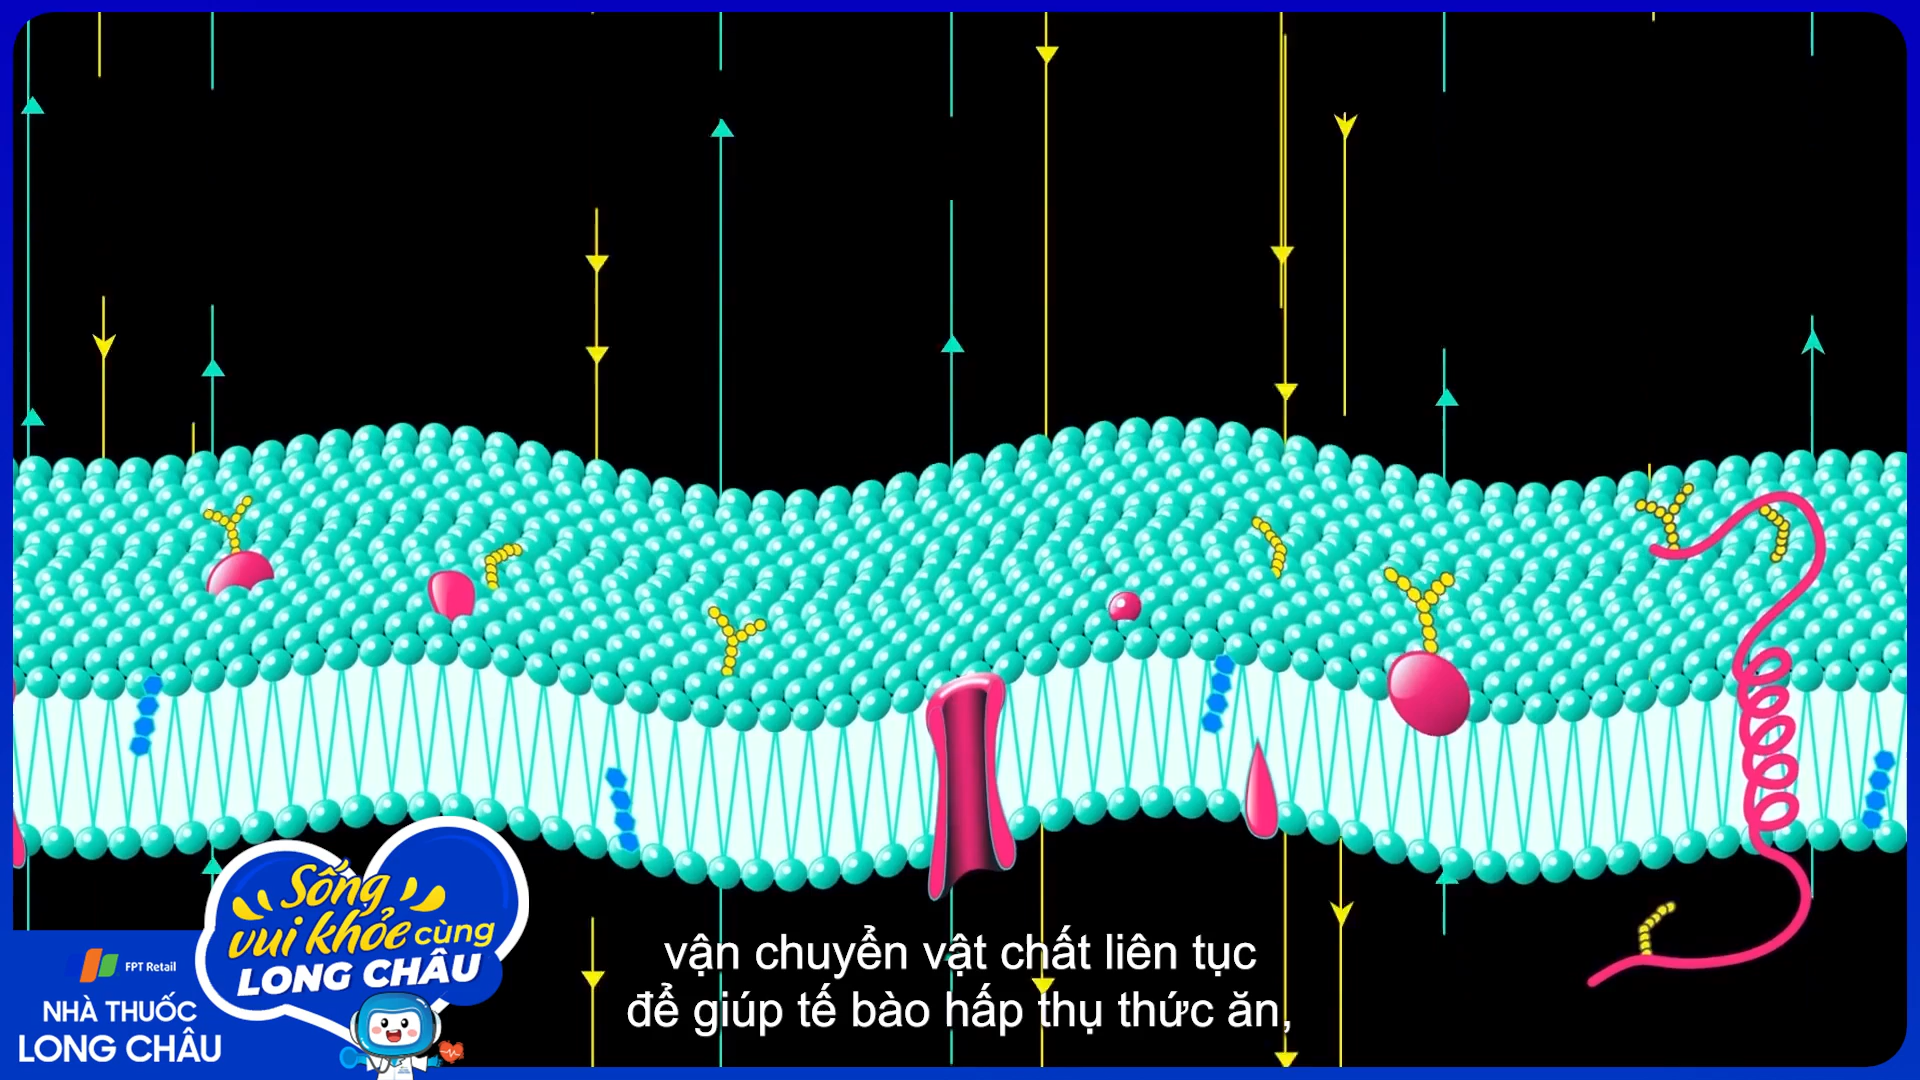 vận chuyển vật chất liên tục
để giúp tế bào hấp thụ thức ăn,
Sống
vui khỏe cùng
LONG CHÂU
FPT Retail
NHÀ THUỐC
LONG CHÂU